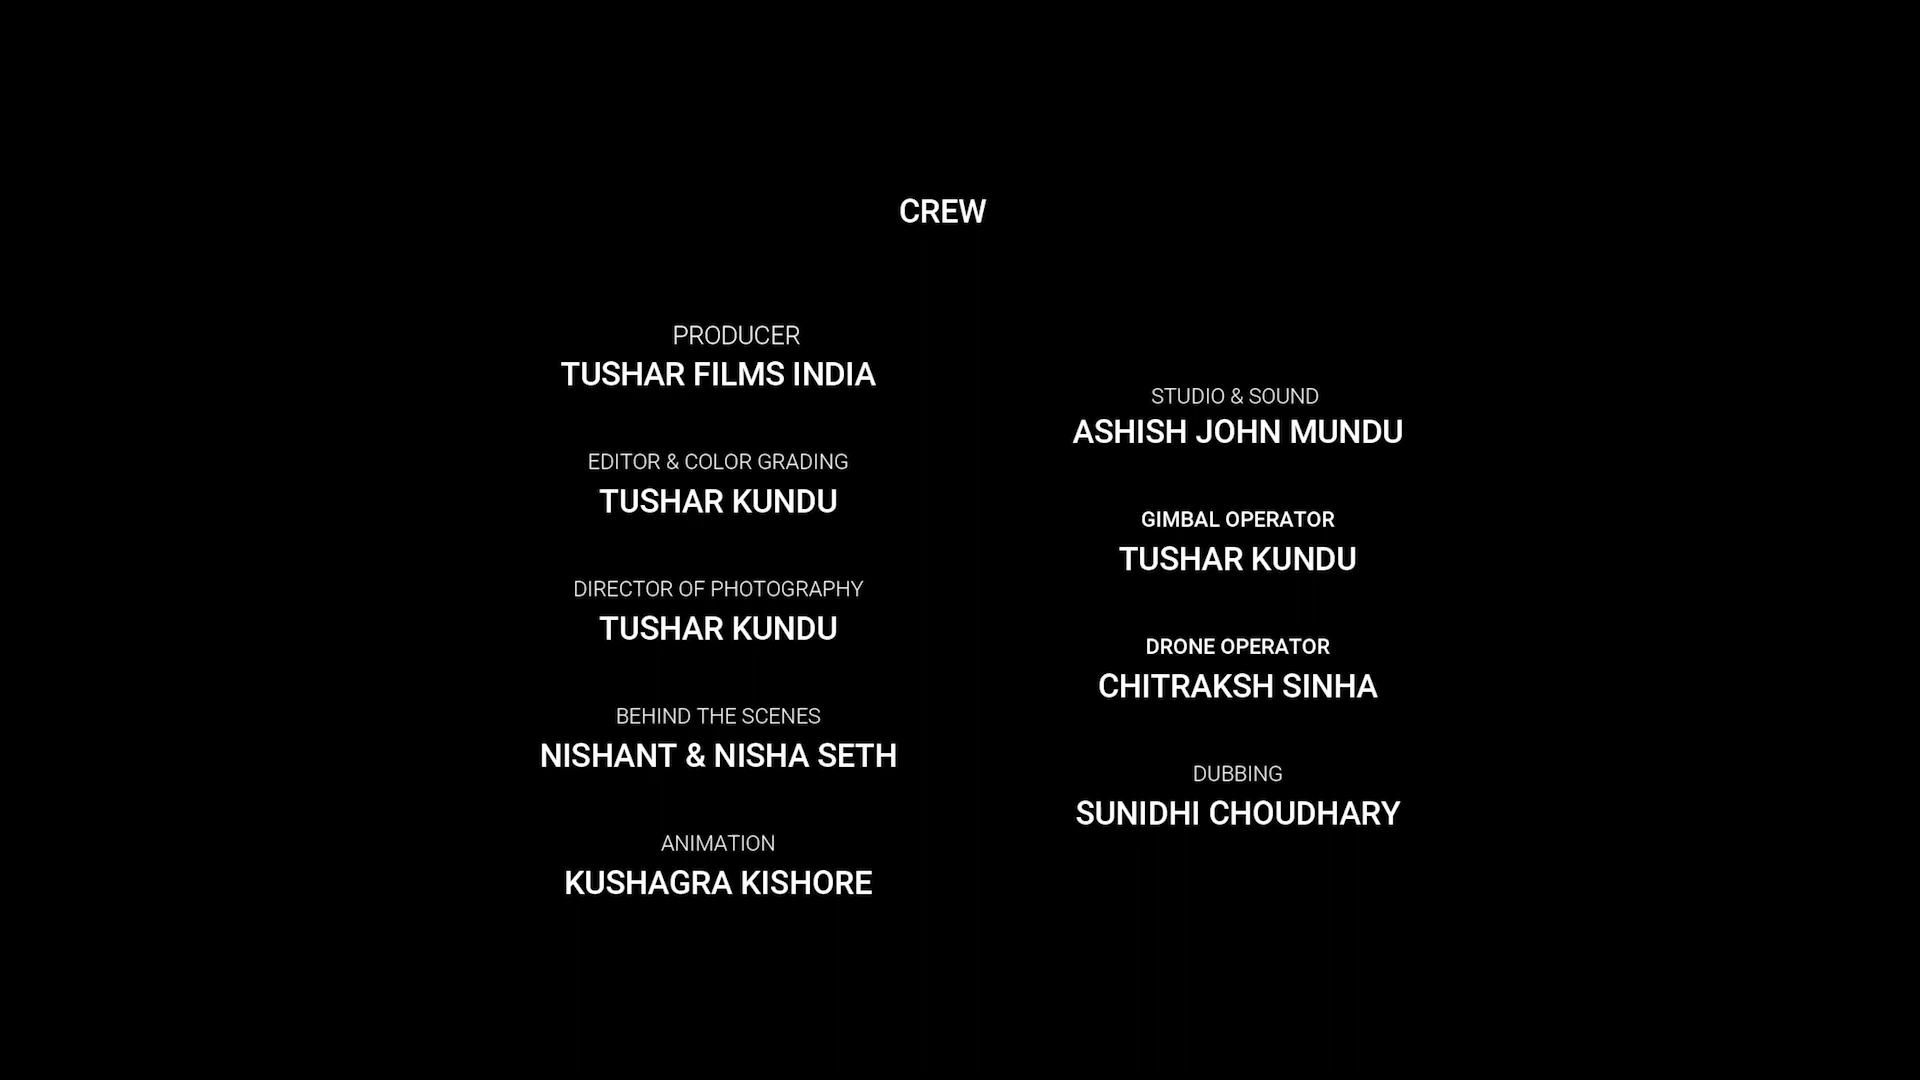 CREW
PRODUCER
TUSHAR FILMS INDIA
EDITOR & COLOR GRADING
TUSHAR KUNDU
DIRECTOR OF PHOTOGRAPHY
TUSHAR KUNDU
BEHIND THE SCENES
NISHANT & NISHA SETH
ANIMATION
KUSHAGRA KISHORE
STUDIO & SOUND
ASHISH JOHN MUNDU
GIMBAL OPERATOR
TUSHAR KUNDU
DRONE OPERATOR
CHITRAKSH SINHA
DUBBING
SUNIDHI CHOUDHARY